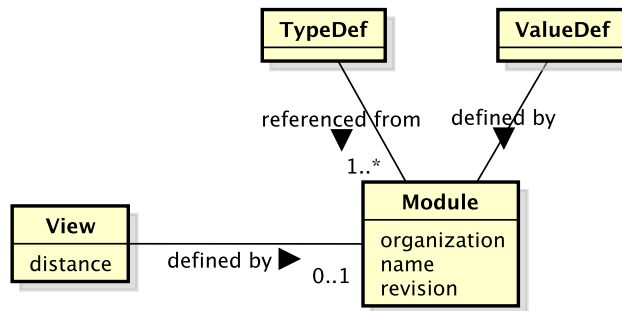 TypeDef
ValueDef
referenced from
defined by
1..*
Module
organization
name
revision
View
distance
defined by
0..1